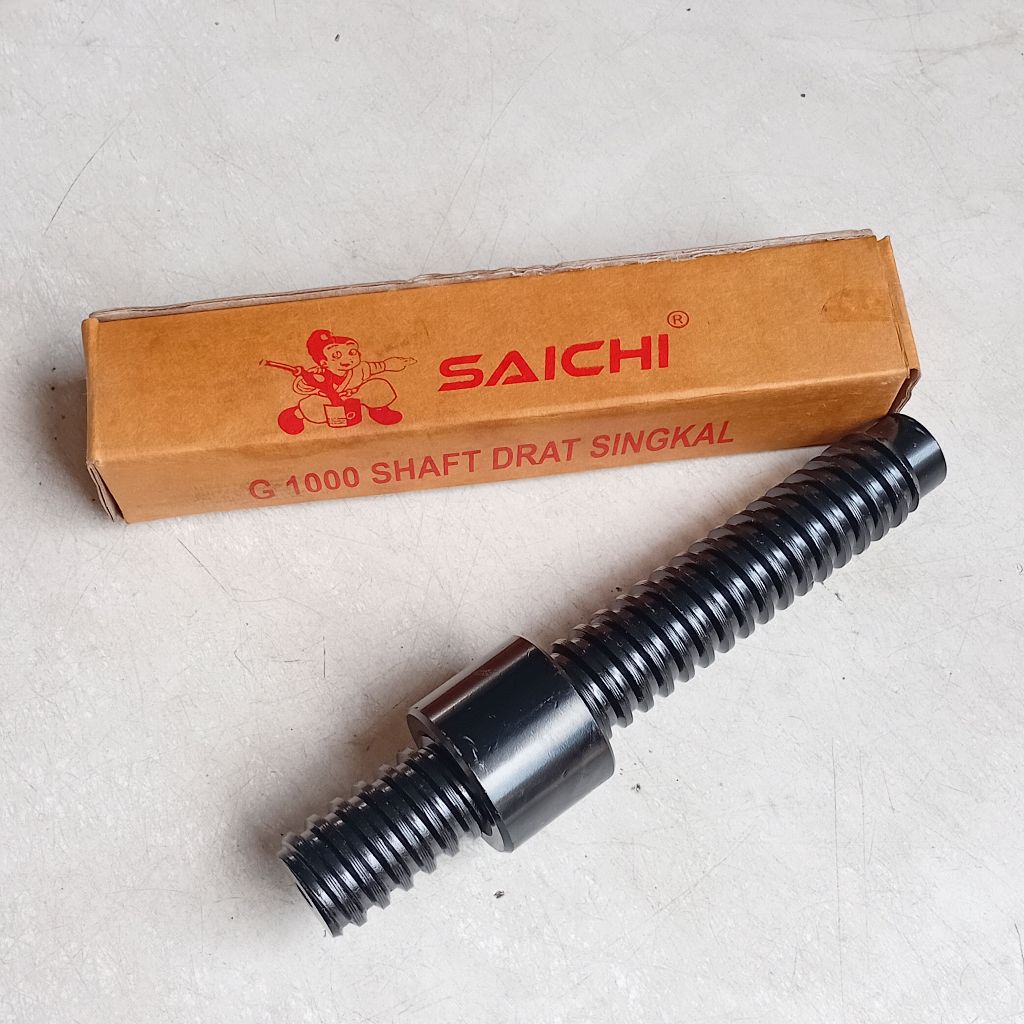 SAICHI®
G 1000 SHAFT DRAT SINGKAL